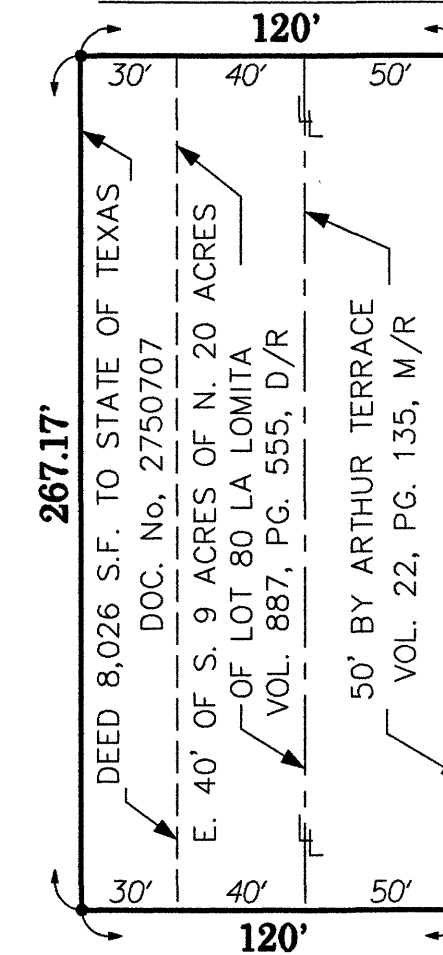 120'
30' 40' 50'
℄
267.17'
DEED 8,026 S.F. TO STATE OF TEXAS
DOC. No, 2750707
E. 40' OF S. 9 ACRES OF N. 20 ACRES
OF LOT 80 LA LOMITA
VOL. 887, PG. 555, D/R
50' BY ARTHUR TERRACE
VOL. 22, PG. 135, M/R
℄
30' 40' 50'
120'